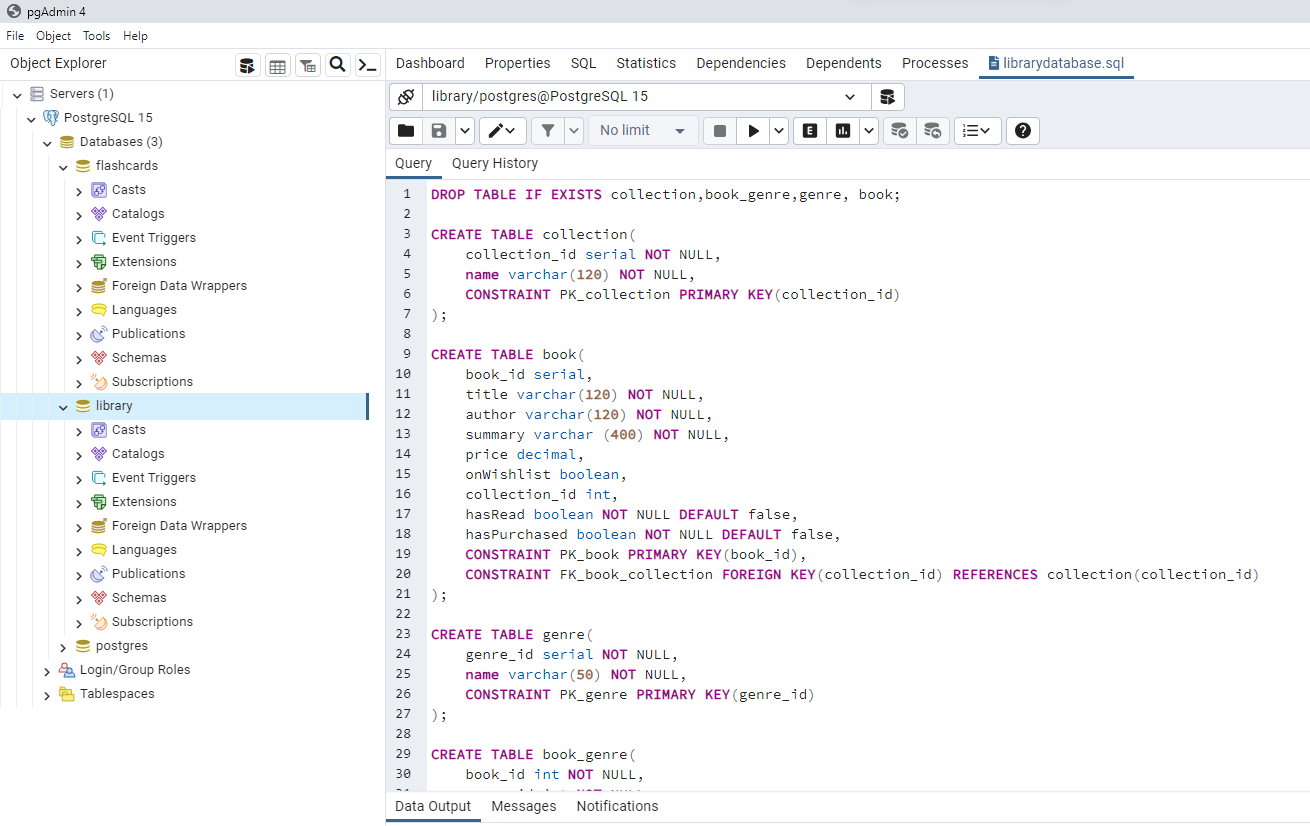 pgAdmin 4
File Object Tools Help
Object Explorer
Servers (1)
PostgreSQL 15
Databases (3)
flashcards
Casts
Catalogs
Event Triggers
Extensions
Foreign Data Wrappers
Languages
Publications
Schemas
Subscriptions
library
Casts
Catalogs
Event Triggers
Extensions
Foreign Data Wrappers
Languages
Publications
Schemas
Subscriptions
postgres
Login/Group Roles
Tablespaces
Dashboard Properties SQL Statistics Dependencies Dependents Processes librarydatabase.sql
library/postgres@PostgreSQL 15
No limit E
Query Query History
1 DROP TABLE IF EXISTS collection,book_genre,genre, book;
2
3 CREATE TABLE collection(
4 collection_id serial NOT NULL,
5 name varchar(120) NOT NULL,
6 CONSTRAINT PK_collection PRIMARY KEY(collection_id)
7 );
8
9 CREATE TABLE book(
10 book_id serial,
11 title varchar(120) NOT NULL,
12 author varchar(120) NOT NULL,
13 summary varchar (400) NOT NULL,
14 price decimal,
15 onWishlist boolean,
16 collection_id int,
17 hasRead boolean NOT NULL DEFAULT false,
18 hasPurchased boolean NOT NULL DEFAULT false,
19 CONSTRAINT PK_book PRIMARY KEY(book_id),
20 CONSTRAINT FK_book_collection FOREIGN KEY(collection_id) REFERENCES collection(collection_id)
21 );
22
23 CREATE TABLE genre(
24 genre_id serial NOT NULL,
25 name varchar(50) NOT NULL,
26 CONSTRAINT PK_genre PRIMARY KEY(genre_id)
27 );
28
29 CREATE TABLE book_genre(
30 book_id int NOT NULL,
Data Output Messages Notifications